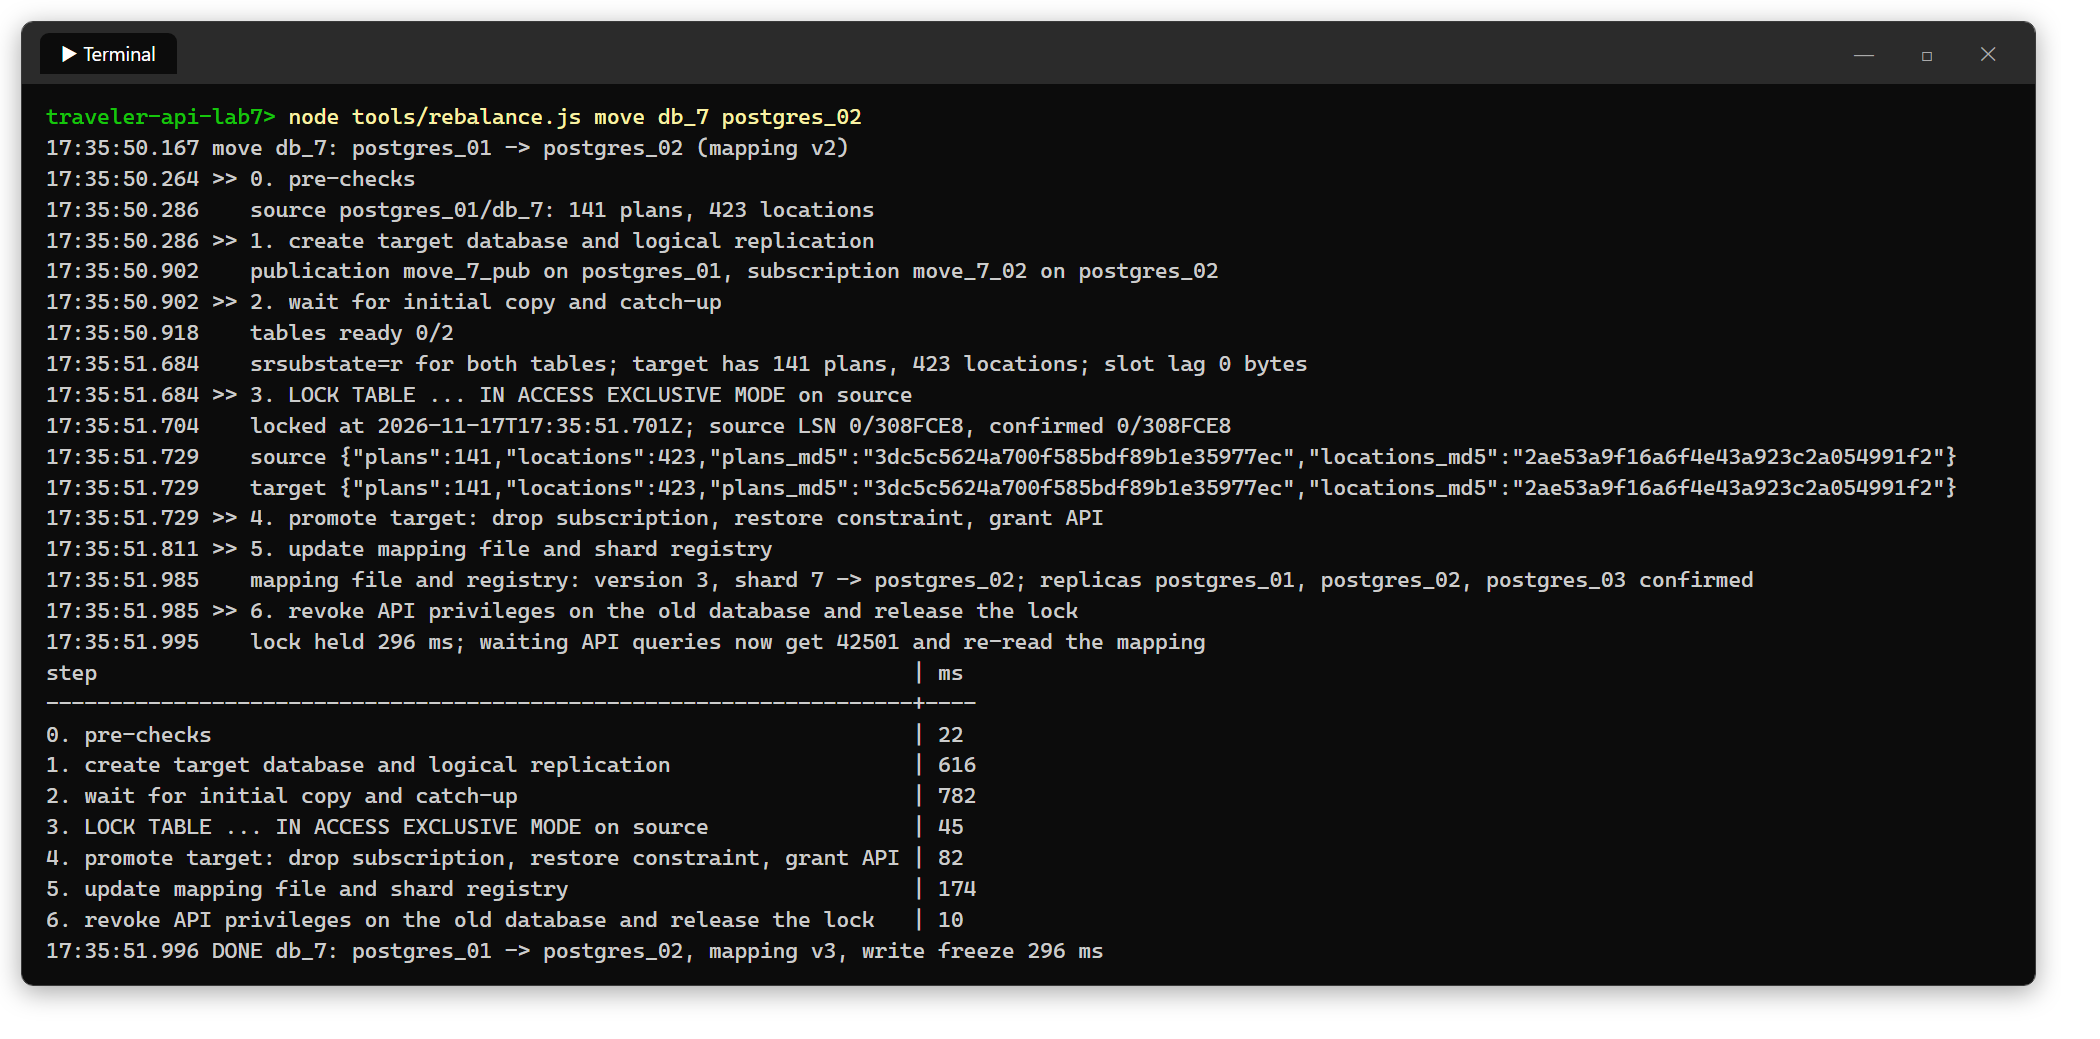 ▶ Terminal
traveler-api-lab7> node tools/rebalance.js move db_7 postgres_02
17:35:50.167 move db_7: postgres_01 -> postgres_02 (mapping v2)
17:35:50.264 >> 0. pre-checks
17:35:50.286    source postgres_01/db_7: 141 plans, 423 locations
17:35:50.286 >> 1. create target database and logical replication
17:35:50.902    publication move_7_pub on postgres_01, subscription move_7_02 on postgres_02
17:35:50.902 >> 2. wait for initial copy and catch-up
17:35:50.918    tables ready 0/2
17:35:51.684    srsubstate=r for both tables; target has 141 plans, 423 locations; slot lag 0 bytes
17:35:51.684 >> 3. LOCK TABLE ... IN ACCESS EXCLUSIVE MODE on source
17:35:51.704    locked at 2026-11-17T17:35:51.701Z; source LSN 0/308FCE8, confirmed 0/308FCE8
17:35:51.729    source {"plans":141,"locations":423,"plans_md5":"3dc5c5624a700f585bdf89b1e35977ec","locations_md5":"2ae53a9f16a6f4e43a923c2a054991f2"}
17:35:51.729    target {"plans":141,"locations":423,"plans_md5":"3dc5c5624a700f585bdf89b1e35977ec","locations_md5":"2ae53a9f16a6f4e43a923c2a054991f2"}
17:35:51.729 >> 4. promote target: drop subscription, restore constraint, grant API
17:35:51.811 >> 5. update mapping file and shard registry
17:35:51.985    mapping file and registry: version 3, shard 7 -> postgres_02; replicas postgres_01, postgres_02, postgres_03 confirmed
17:35:51.985 >> 6. revoke API privileges on the old database and release the lock
17:35:51.995    lock held 296 ms; waiting API queries now get 42501 and re-read the mapping
step                                                                | ms
--------------------------------------------------------------------+----
0. pre-checks                                                       | 22
1. create target database and logical replication                   | 616
2. wait for initial copy and catch-up                               | 782
3. LOCK TABLE ... IN ACCESS EXCLUSIVE MODE on source                | 45
4. promote target: drop subscription, restore constraint, grant API | 82
5. update mapping file and shard registry                           | 174
6. revoke API privileges on the old database and release the lock   | 10
17:35:51.996 DONE db_7: postgres_01 -> postgres_02, mapping v3, write freeze 296 ms